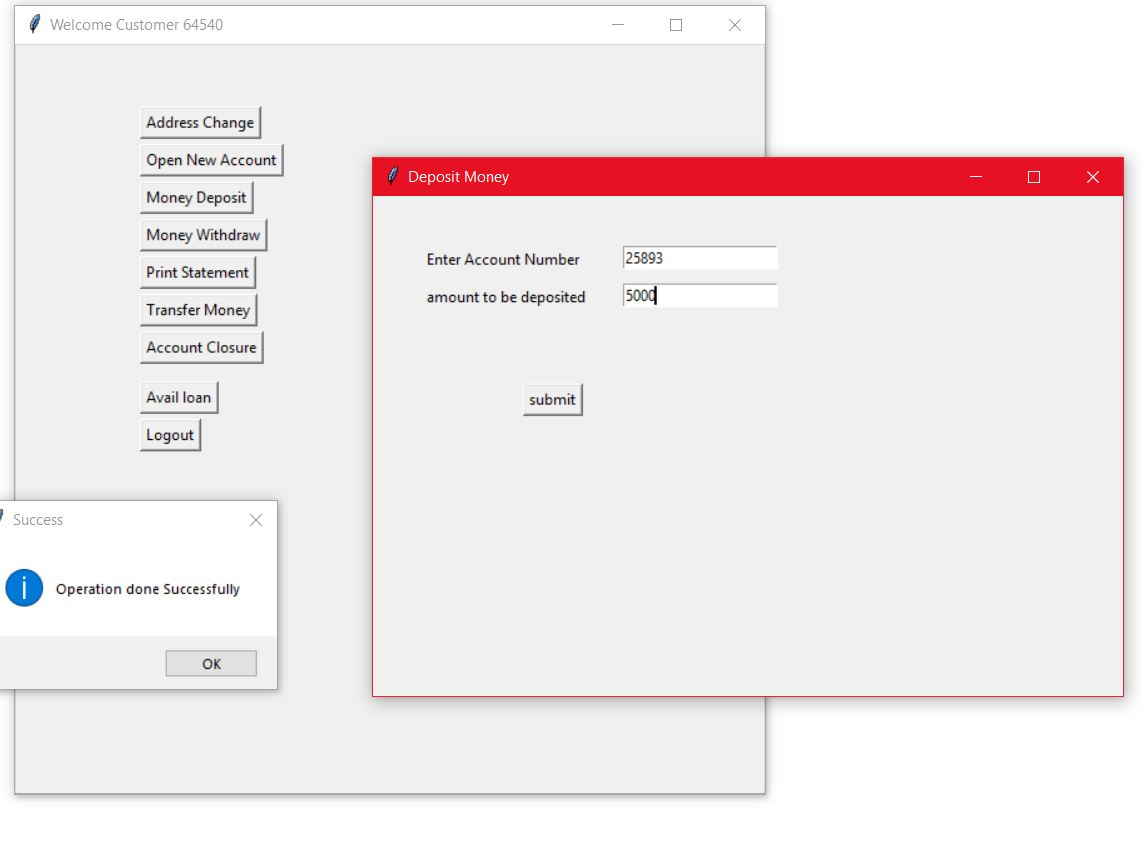 Welcome Customer 64540
Address Change
Open New Account
Money Deposit
Money Withdraw
Print Statement
Transfer Money
Account Closure
Avail loan
Logout
Deposit Money
Enter Account Number 25893
amount to be deposited 5000
submit
Success
Operation done Successfully
OK